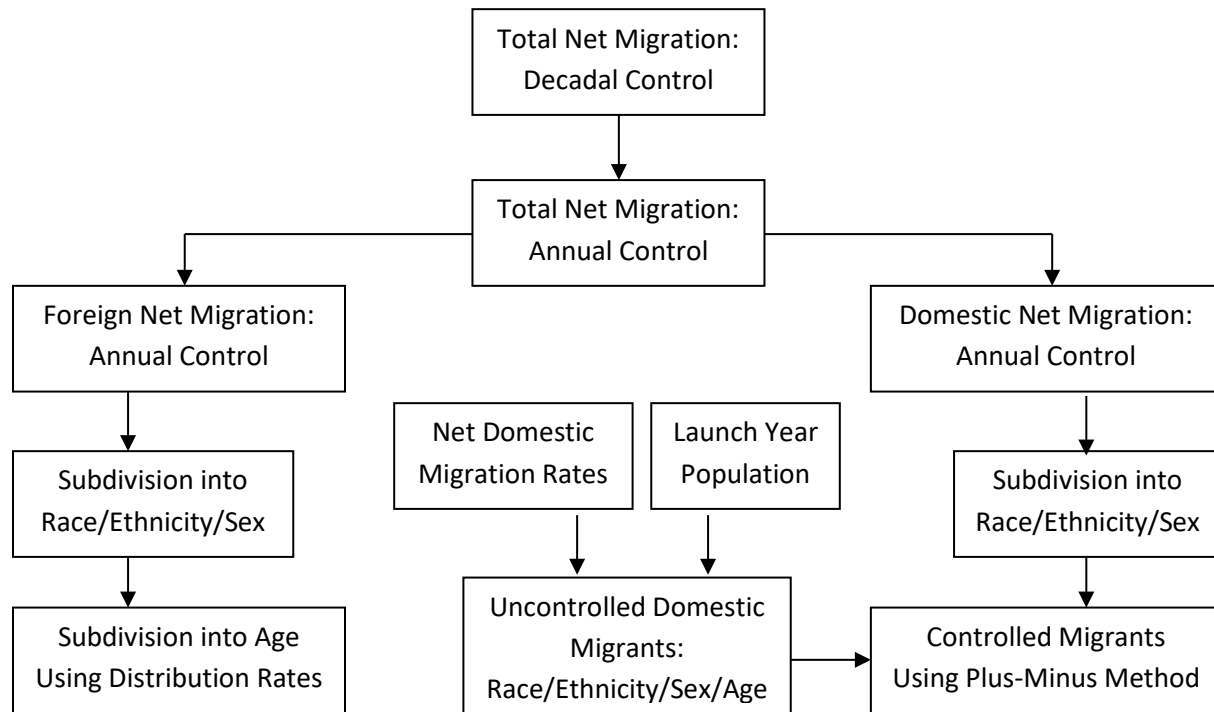 Total Net Migration:
Decadal Control
Total Net Migration:
Annual Control
Foreign Net Migration:
Annual Control
Domestic Net Migration:
Annual Control
Net Domestic
Migration Rates
Launch Year
Population
Subdivision into
Race/Ethnicity/Sex
Subdivision into
Race/Ethnicity/Sex
Subdivision into Age
Using Distribution Rates
Uncontrolled Domestic
Migrants:
Race/Ethnicity/Sex/Age
Controlled Migrants
Using Plus-Minus Method